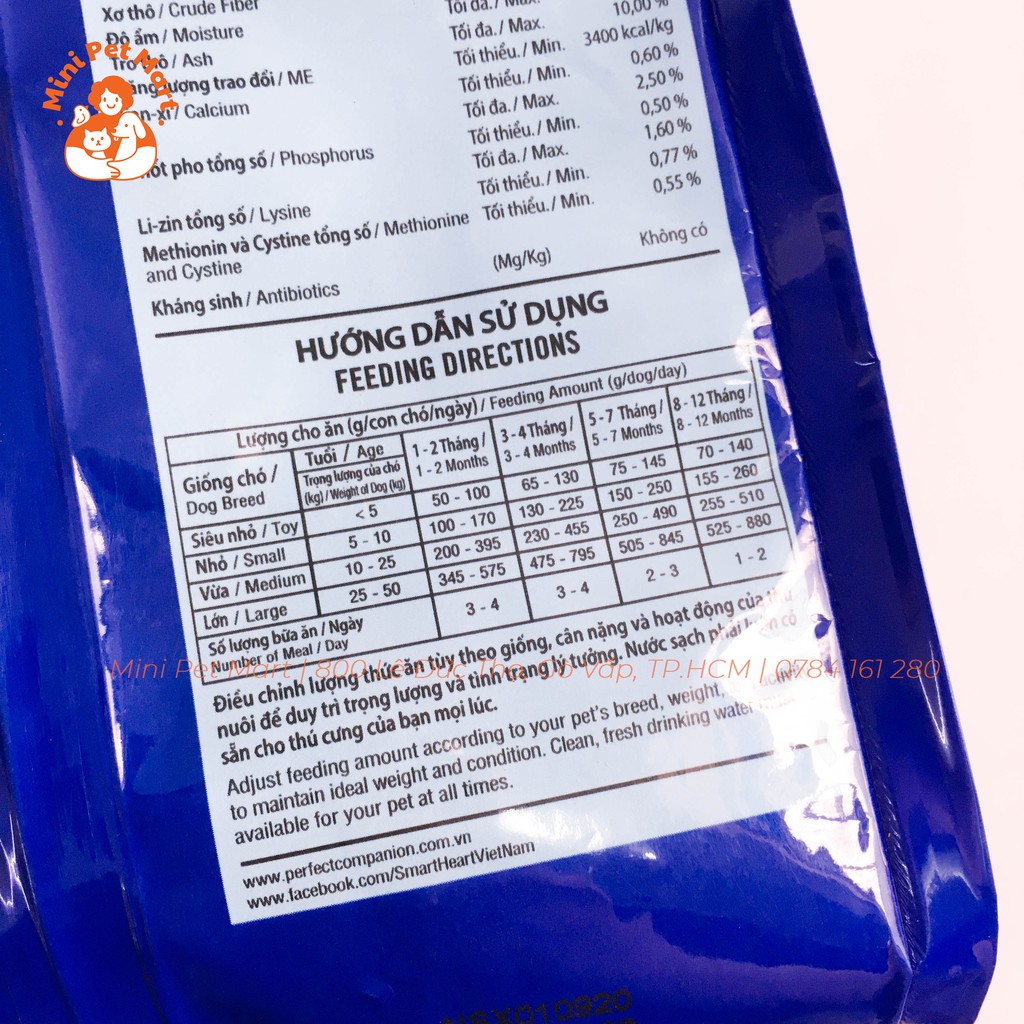 Xơ thô / Crude Fiber Tối đa. / Max.
Độ ẩm / Moisture Tối đa. / Max. 10,00 %
/ Ash Tối thiểu. / Min. 3400 kcal/kg
lượng trao đổi / ME Tối thiểu. / Min. 0,60 %
/ Calcium Tối đa. / Max. 2,50 %
Tối thiểu. / Min. 0,50 %
pho tổng số / Phosphorus Tối đa. / Max. 1,60 %
Tối thiểu. / Min. 0,77 %
Li-zin tổng số / Lysine Tối thiểu. / Min. 0,55 %
Methionin và Cystine tổng số / Methionine
and Cystine
Kháng sinh / Antibiotics (Mg/Kg) Không có
HƯỚNG DẪN SỬ DỤNG
FEEDING DIRECTIONS
Lượng cho ăn (g/con chó/ngày) / Feeding Amount (g/dog/day)
Giống chó /
Dog Breed
Tuổi / Age
Trọng lượng của chó
(kg) / Weight of Dog (kg)
1 - 2 Tháng /
1 - 2 Months
3 - 4 Tháng /
3 - 4 Months
5 - 7 Tháng /
5 - 7 Months
8 - 12 Tháng /
8 - 12 Months
Siêu nhỏ / Toy < 5 50 - 100 65 - 130 75 - 145 70 - 140
Nhỏ / Small 5 - 10 100 - 170 130 - 225 150 - 250 155 - 260
Vừa / Medium 10 - 25 200 - 395 230 - 455 250 - 490 255 - 510
Lớn / Large 25 - 50 345 - 575 475 - 795 505 - 845 525 - 880
Số lượng bữa ăn / Ngày
Number of Meal / Day
3 - 4 3 - 4 2 - 3 1 - 2
Điều chỉnh lượng thức ăn tùy theo giống, cân nặng và hoạt động của thú
nuôi để duy trì trọng lượng và tình trạng lý tưởng. Nước sạch phải luôn có
sẵn cho thú cưng của bạn mọi lúc.
Adjust feeding amount according to your pet's breed, weight,
to maintain ideal weight and condition. Clean, fresh drinking water must
available for your pet at all times.
www.perfectcompanion.com.vn
www.facebook.com/SmartHeartVietNam
NSX010920
Mini Pet Mart
Mini Pet Mart | 800 Lê Đức Thọ, Gò Vấp, TP.HCM | 0784 161 280